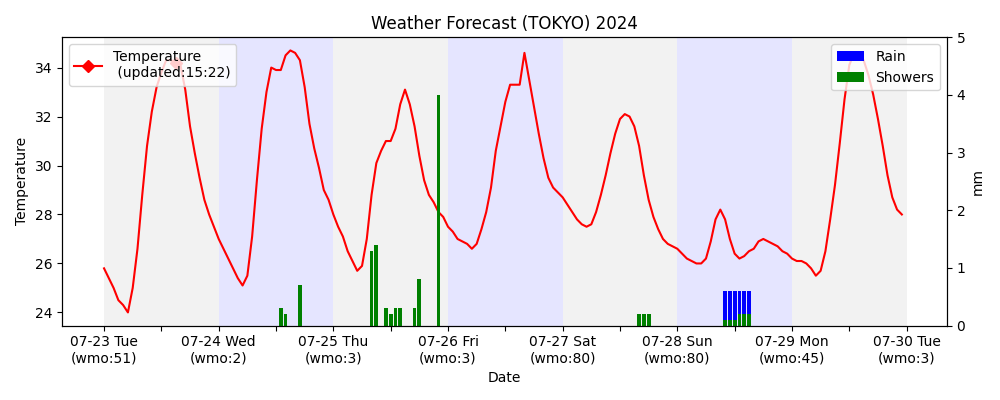 Weather Forecast (TOKYO) 2024
Temperature
(updated:15:22)
Rain
Showers
34
32
30
28
26
24
Temperature
5
4
3
2
1
0
mm
07-23 Tue
(wmo:51)
07-24 Wed
(wmo:2)
07-25 Thu
(wmo:3)
07-26 Fri
(wmo:3)
07-27 Sat
(wmo:80)
07-28 Sun
(wmo:80)
07-29 Mon
(wmo:45)
07-30 Tue
(wmo:3)
Date